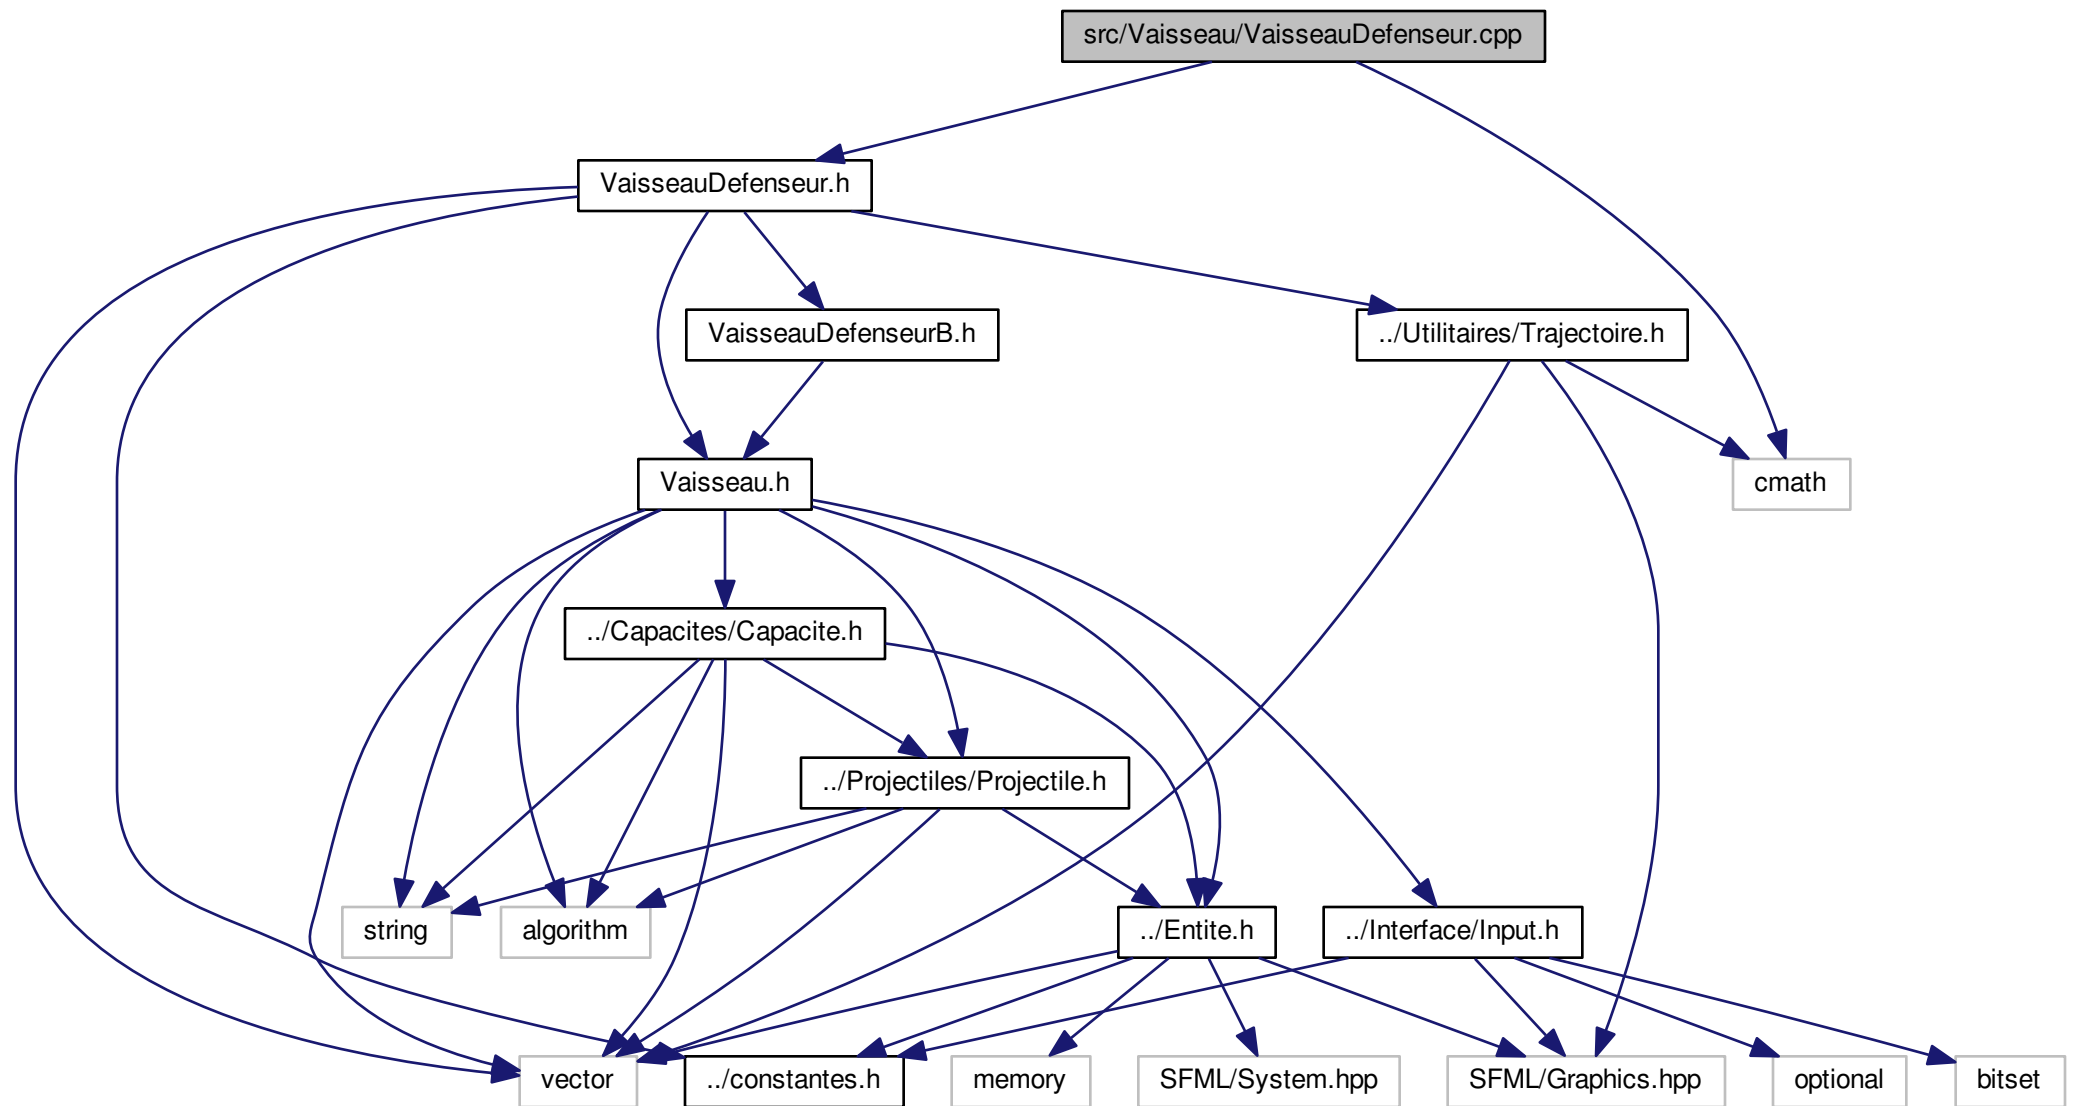 src/Vaisseau/VaisseauDefenseur.cpp
VaisseauDefenseur.h
VaisseauDefenseurB.h
../Utilitaires/Trajectoire.h
Vaisseau.h
cmath
../Capacites/Capacite.h
../Projectiles/Projectile.h
string
algorithm
../Entite.h
../Interface/Input.h
vector
../constantes.h
memory
SFML/System.hpp
SFML/Graphics.hpp
optional
bitset